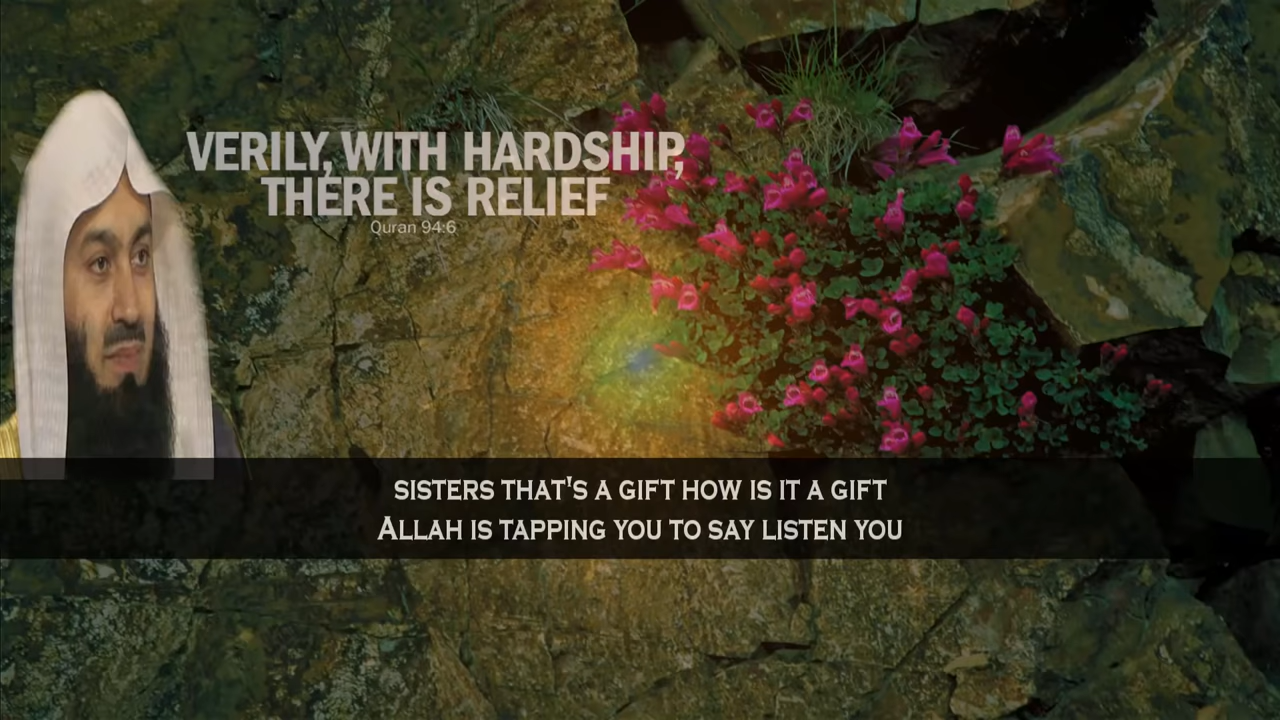 VERILY, WITH HARDSHIP,
THERE IS RELIEF
Quran 94:6
SISTERS THAT'S A GIFT HOW IS IT A GIFT
ALLAH IS TAPPING YOU TO SAY LISTEN YOU